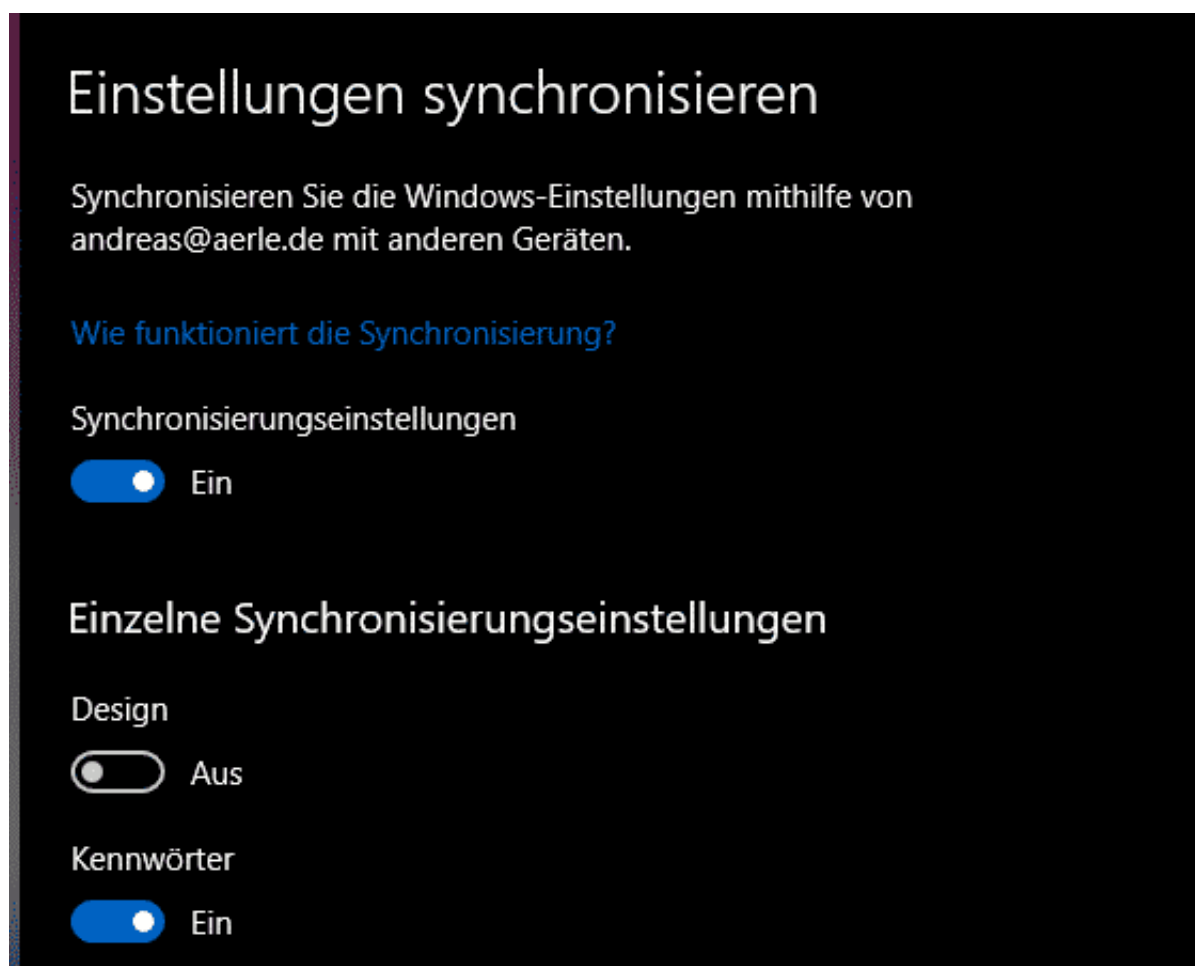 Einstellungen synchronisieren
Synchronisieren Sie die Windows-Einstellungen mithilfe von
andreas@aerle.de mit anderen Geräten.
Wie funktioniert die Synchronisierung?
Synchronisierungseinstellungen
Ein
Einzelne Synchronisierungseinstellungen
Design
Aus
Kennwörter
Ein